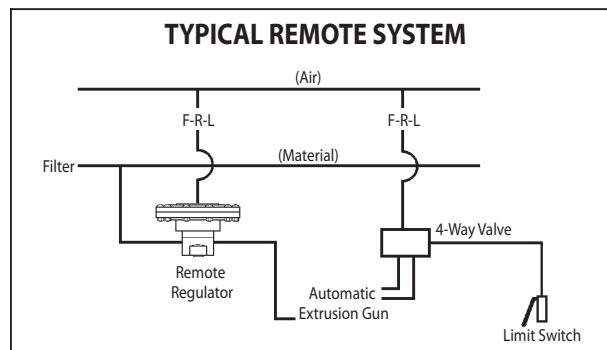 TYPICAL REMOTE SYSTEM
(Air)
F-R-L
F-R-L
Filter
(Material)
4-Way Valve
Remote
Regulator
Automatic
Extrusion Gun
Limit Switch